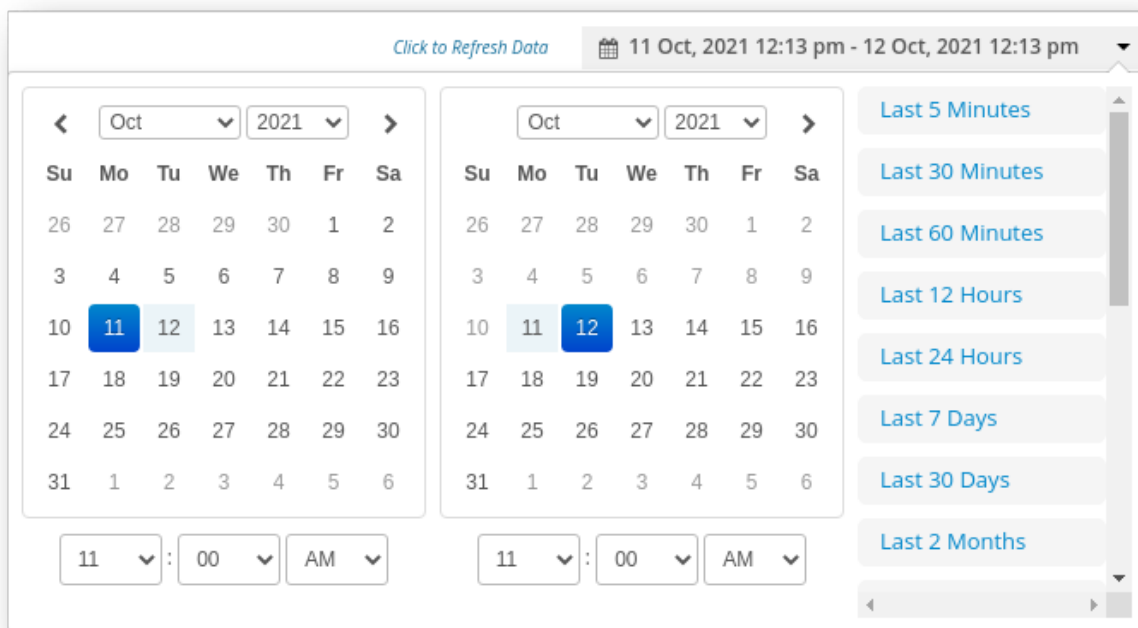 Click to Refresh Data 11 Oct, 2021 12:13 pm - 12 Oct, 2021 12:13 pm
Oct 2021
Su Mo Tu We Th Fr Sa
26 27 28 29 30 1 2
3 4 5 6 7 8 9
10 11 12 13 14 15 16
17 18 19 20 21 22 23
24 25 26 27 28 29 30
31 1 2 3 4 5 6
11 : 00 AM
Oct 2021
Su Mo Tu We Th Fr Sa
26 27 28 29 30 1 2
3 4 5 6 7 8 9
10 11 12 13 14 15 16
17 18 19 20 21 22 23
24 25 26 27 28 29 30
31 1 2 3 4 5 6
11 : 00 AM
Last 5 Minutes
Last 30 Minutes
Last 60 Minutes
Last 12 Hours
Last 24 Hours
Last 7 Days
Last 30 Days
Last 2 Months